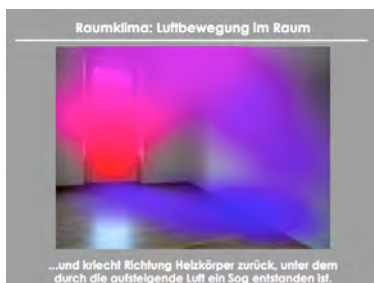 Raumklima: Luftbewegung im Raum
...und kriecht Richtung Heizkörper zurück, unter dem
durch die aufsteigende Luft ein Sog entstanden ist.